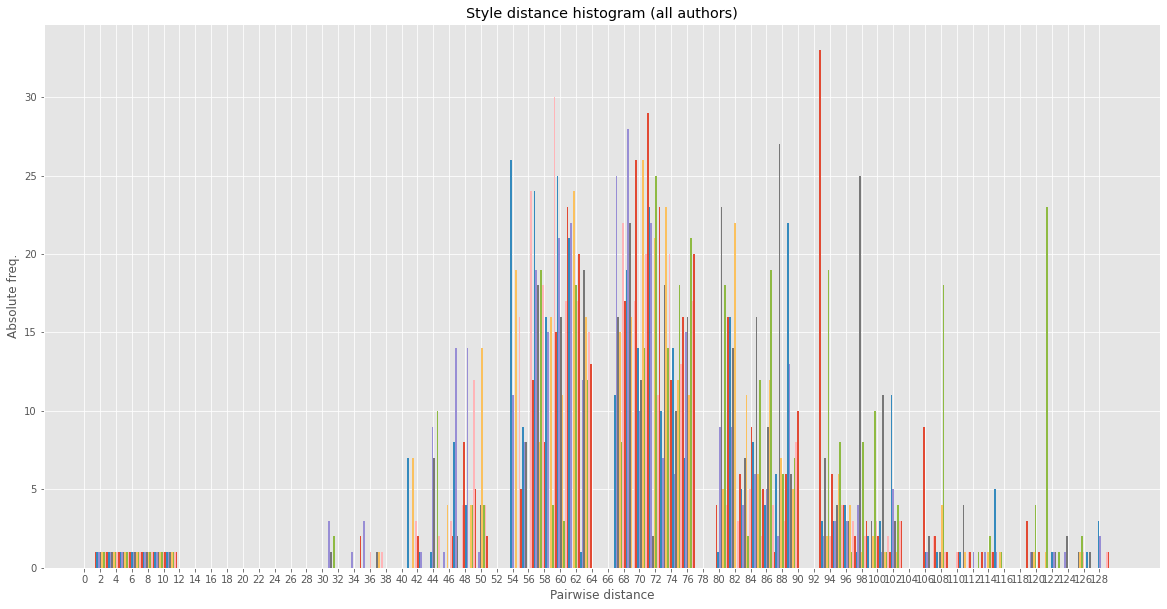 Style distance histogram (all authors)
Absolute freq.
30
25
20
15
10
5
0
0 2 4 6 8 10 12 14 16 18 20 22 24 26 28 30 32 34 36 38 40 42 44 46 48 50 52 54 56 58 60 62 64 66 68 70 72 74 76 78 80 82 84 86 88 90 92 94 96 98 100 102 104 106 108 110 112 114 116 118 120 122 124 126 128
Pairwise distance